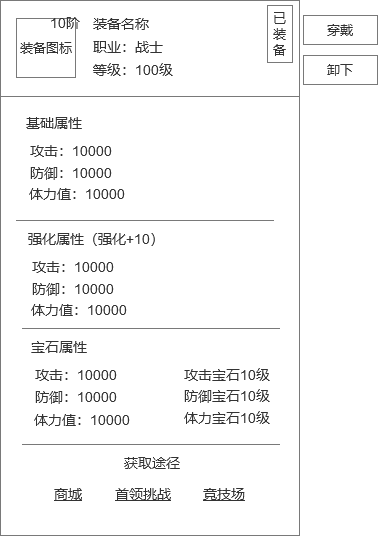 10阶 装备名称
装备图标
职业：战士
等级：100级
已装备
穿戴
卸下
基础属性
攻击：10000
防御：10000
体力值：10000
强化属性（强化+10）
攻击：10000
防御：10000
体力值：10000
宝石属性
攻击：10000 攻击宝石10级
防御：10000 防御宝石10级
体力值：10000 体力宝石10级
获取途径
商城 首领挑战 竞技场